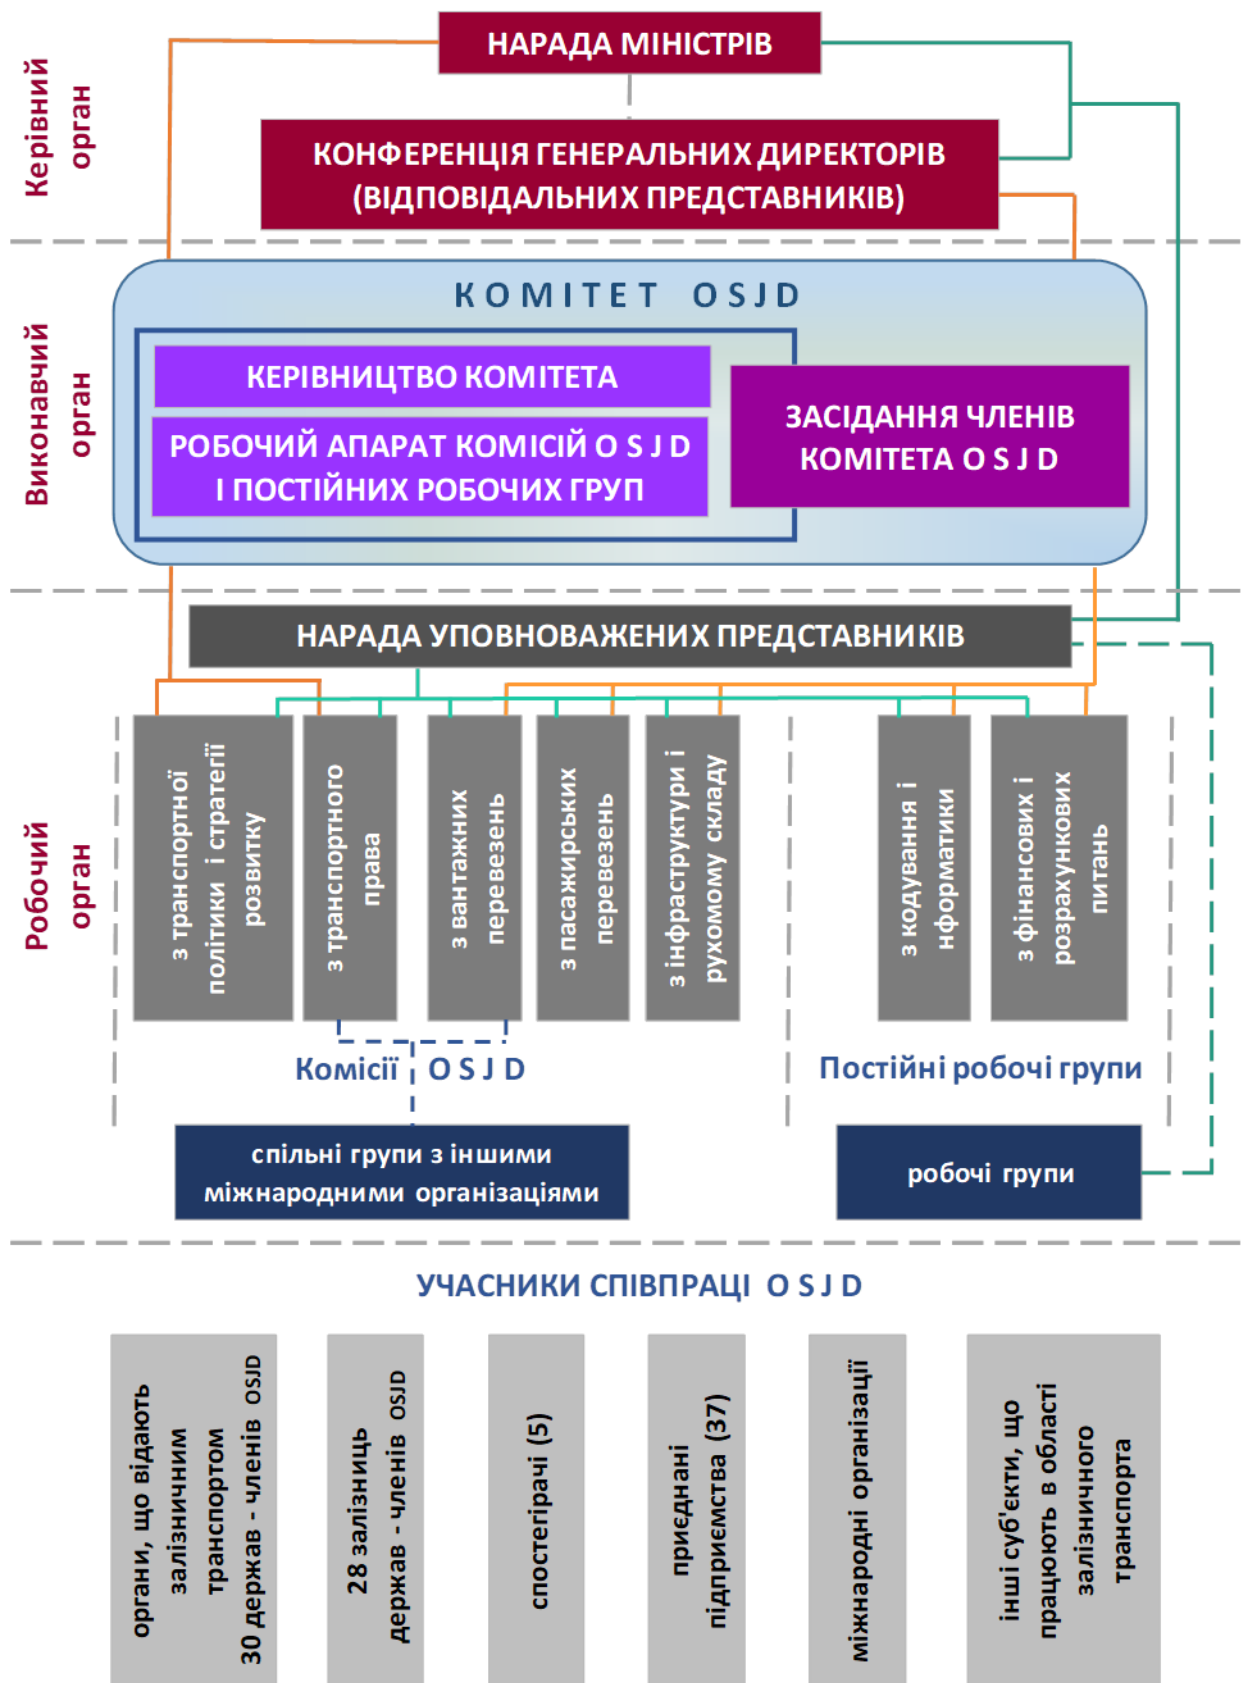 Керівний
орган
НАРАДА МІНІСТРІВ
КОНФЕРЕНЦІЯ ГЕНЕРАЛЬНИХ ДИРЕКТОРІВ
(ВІДПОВІДАЛЬНИХ ПРЕДСТАВНИКІВ)
Виконавчий
орган
КОМІТЕТ OSJD
КЕРІВНИЦТВО КОМІТЕТА
РОБОЧИЙ АПАРАТ КОМІСІЙ O S J D
І ПОСТІЙНИХ РОБОЧИХ ГРУП
ЗАСІДАННЯ ЧЛЕНІВ
КОМІТЕТА O S J D
Робочий
орган
НАРАДА УПОВНОВАЖЕНИХ ПРЕДСТАВНИКІВ
з транспортної
політики і стратегії
розвитку
з транспортного
права
з вантажних
перевезень
з пасажирських
перевезень
з інфраструктури і
рухомому складу
з кодування і
нформатики
з фінансових і
розрахункових
питань
Комісії O S J D
Постійні робочі групи
спільні групи з іншими
міжнародними організаціями
робочі групи
УЧАСНИКИ СПІВПРАЦІ O S J D
органи, що відають
залізничним
транспортом
30 держав - членів OSJD
28 залізниць
держав - членів OSJD
спостегірачі (5)
приєднані
підприємства (37)
міжнародні організації
інші суб'єкти, що
працюють в області
залізничного
транспорта